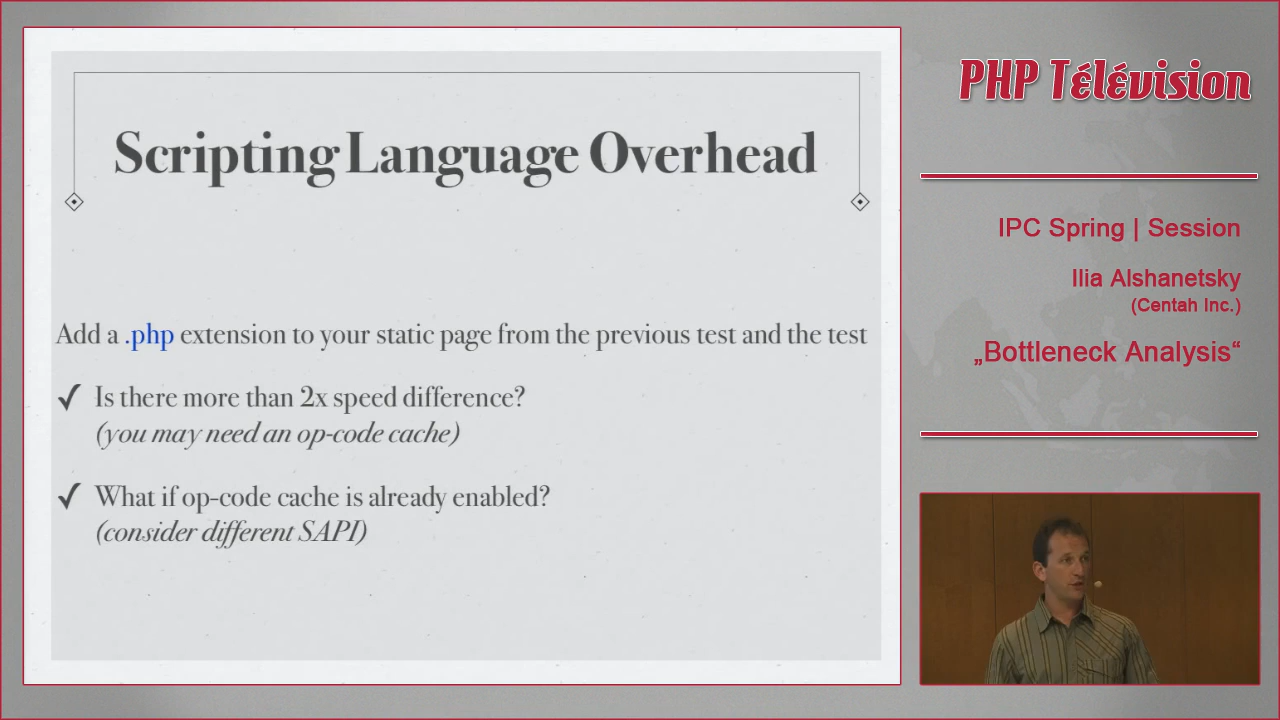 Scripting Language Overhead
Add a .php extension to your static page from the previous test and the test
✓ Is there more than 2x speed difference?
(you may need an op-code cache)
✓ What if op-code cache is already enabled?
(consider different SAPI)
PHP Télévision
IPC Spring | Session
Ilia Alshanetsky
(Centah Inc.)
„Bottleneck Analysis“